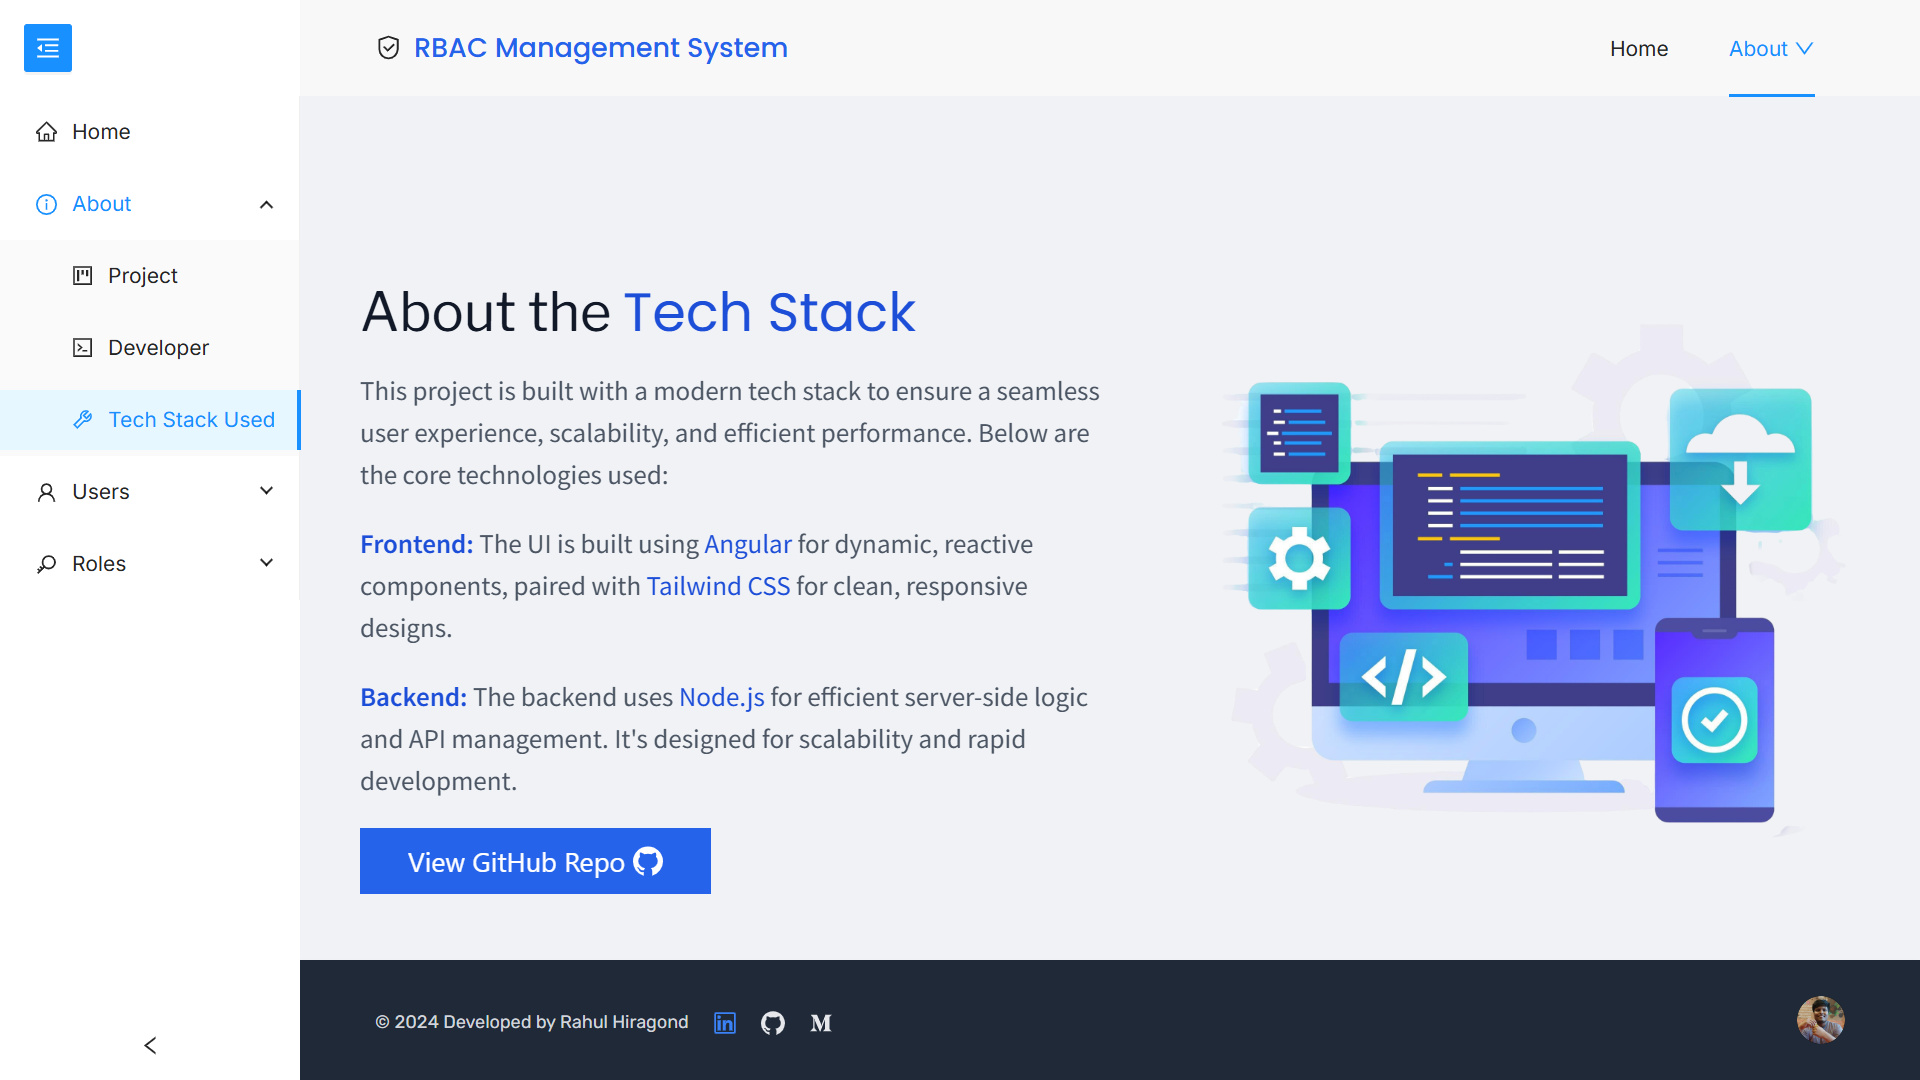 RBAC Management System
Home
About
Home
About
Project
Developer
Tech Stack Used
Users
Roles
About the Tech Stack
This project is built with a modern tech stack to ensure a seamless
user experience, scalability, and efficient performance. Below are
the core technologies used:
Frontend: The UI is built using Angular for dynamic, reactive
components, paired with Tailwind CSS for clean, responsive
designs.
Backend: The backend uses Node.js for efficient server-side logic
and API management. It's designed for scalability and rapid
development.
View GitHub Repo
</>
© 2024 Developed by Rahul Hiragond
in
M